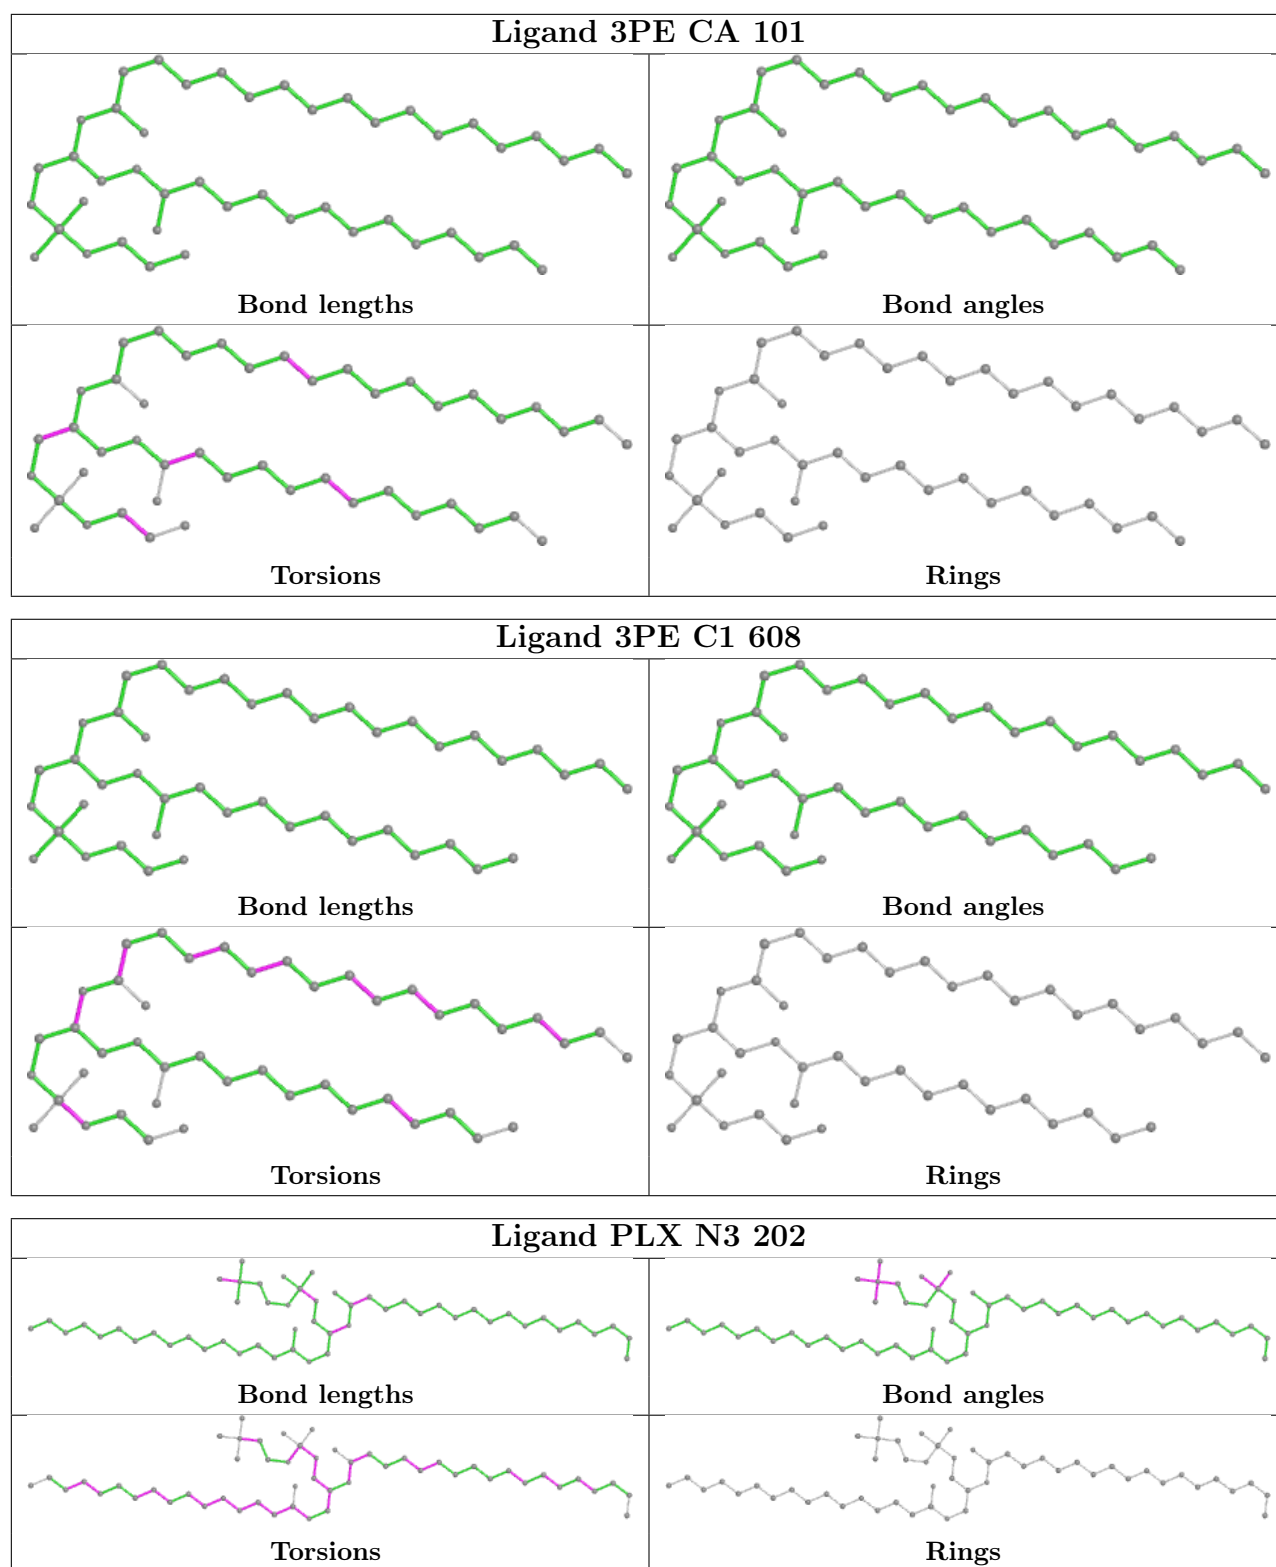 Ligand 3PE CA 101
Bond lengths
Bond angles
Torsions
Rings
Ligand 3PE C1 608
Bond lengths
Bond angles
Torsions
Rings
Ligand PLX N3 202
Bond lengths
Bond angles
Torsions
Rings